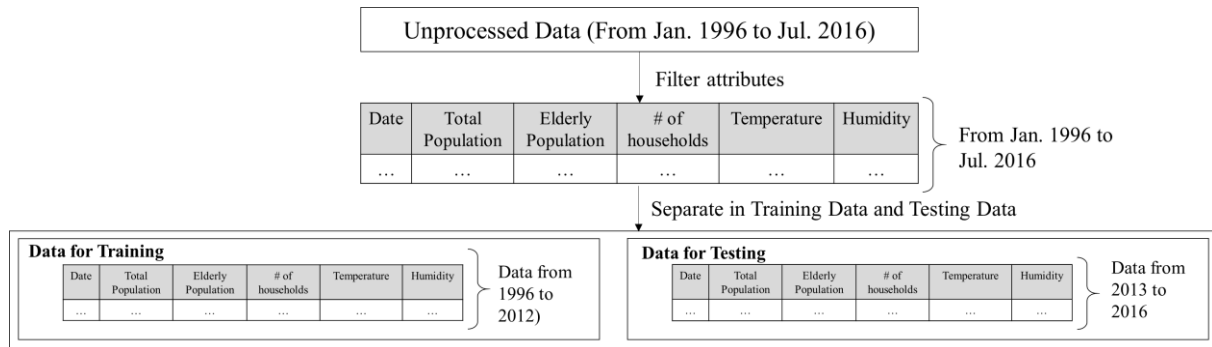 Unprocessed Data (From Jan. 1996 to Jul. 2016)
Filter attributes
Date Total Population Elderly Population # of households Temperature Humidity
… … … … … …
From Jan. 1996 to
Jul. 2016
Separate in Training Data and Testing Data
Data for Training
Date Total Population Elderly Population # of households Temperature Humidity
… … … … … …
Data from
1996 to
2012)
Data for Testing
Date Total Population Elderly Population # of households Temperature Humidity
… … … … … …
Data from
2013 to
2016